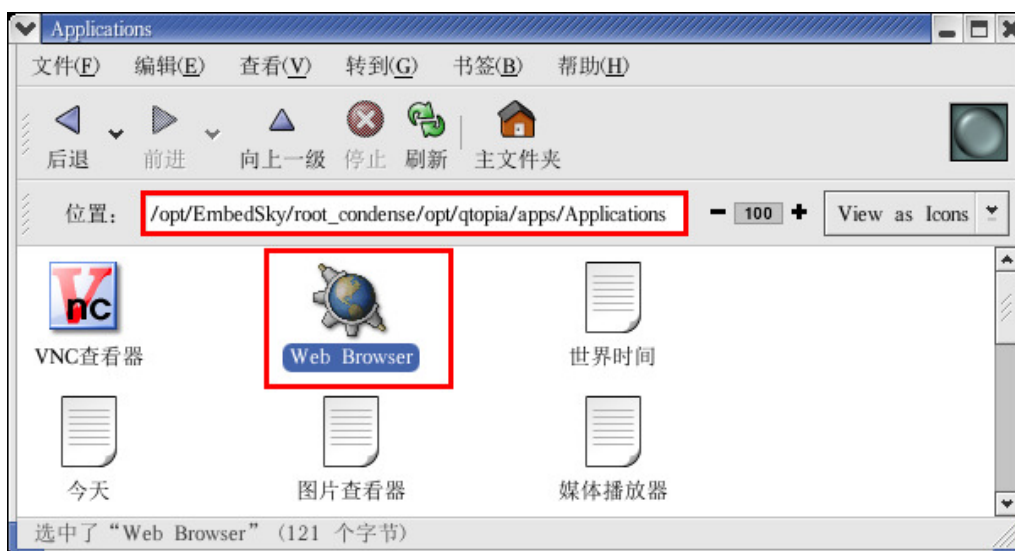 Applications
文件(F) 编辑(E) 查看(V) 转到(G) 书签(B) 帮助(H)
后退 前进 向上一级 停止 刷新 主文件夹
位置: /opt/EmbedSky/root_condense/opt/qtopia/apps/Applications 100 View as Icons
Vnc
VNC查看器 Web Browser 世界时间
今天 图片查看器 媒体播放器
选中了“Web Browser” (121 个字节)